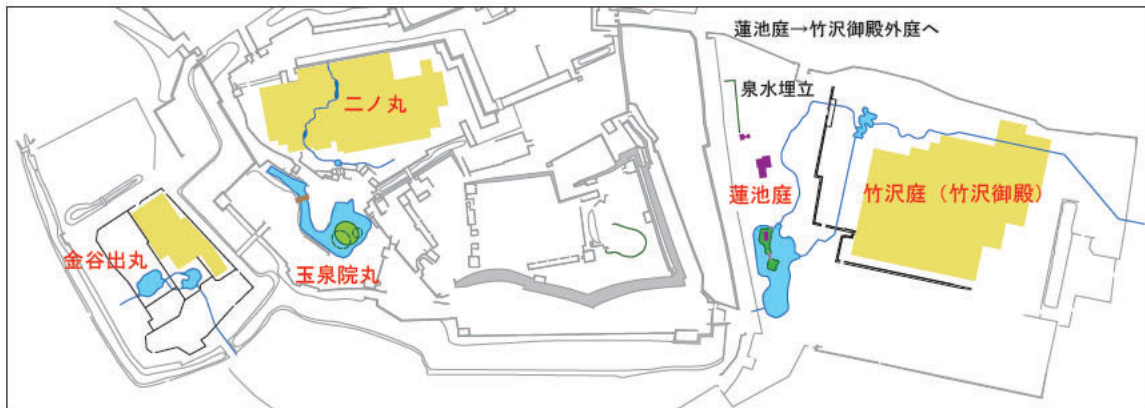 蓮池庭→竹沢御殿外庭へ
泉水埋立
二ノ丸
蓮池庭
竹沢庭（竹沢御殿）
金谷出丸
玉泉院丸